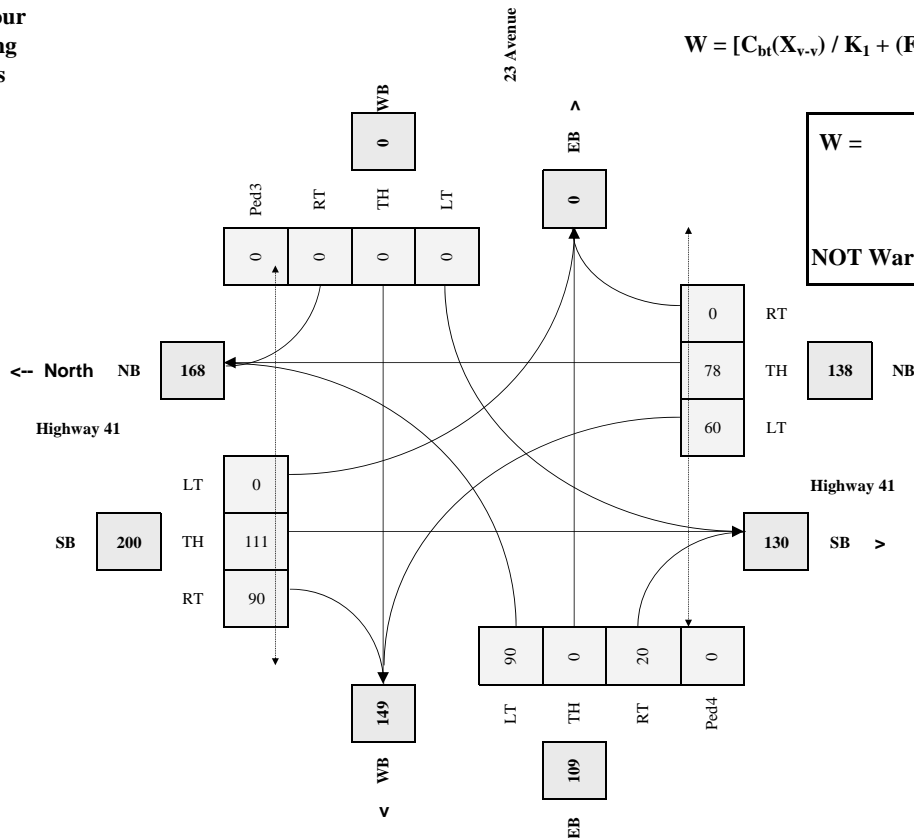 our
ng
s
23 Avenue
W = [C_bt(X_v-v) / K_1 + (F
WB
0
EB
>
0
W =
NOT War
Ped3
RT
TH
LT
0
0
0
0
0
RT
<-- North
NB
168
78
TH
138
NB
Highway 41
60
LT
LT
0
Highway 41
SB
200
TH
111
130
SB
>
RT
90
90
0
20
0
LT
TH
RT
Ped4
149
WB
<
109
EB